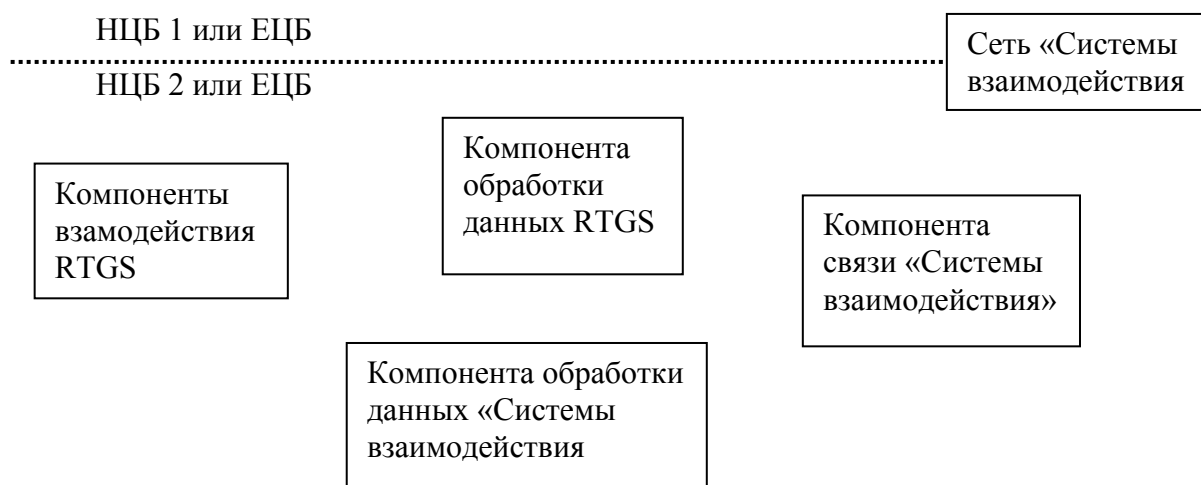 НЦБ 1 или ЕЦБ
НЦБ 2 или ЕЦБ
Сеть «Системы
взаимодействия
Компонента
обработки
данных RTGS
Компоненты
взамодействия
RTGS
Компонента
связи «Системы
взаимодействия»
Компонента обработки
данных «Системы
взаимодействия